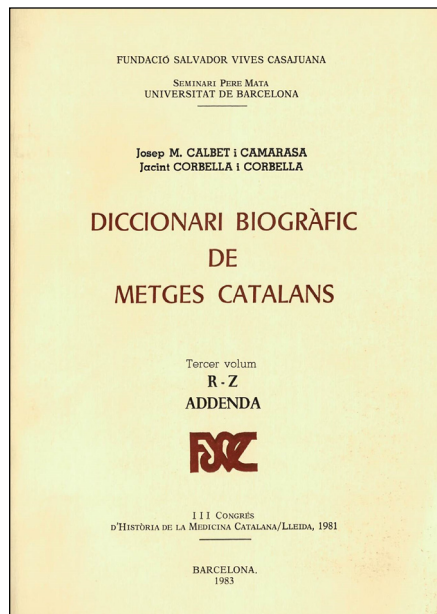 FUNDACIÓ SALVADOR VIVES CASAJUANA
SEMINARI PERE MATA
UNIVERSITAT DE BARCELONA
Josep M. CALBET i CAMARASA
Jacint CORBELLA i CORBELLA
DICCIONARI BIOGRÀFIC
DE
METGES CATALANS
Tercer volum
R - Z
ADDENDA
FSVC
III CONGRÉS
D'HISTÒRIA DE LA MEDICINA CATALANA/LLEIDA, 1981
BARCELONA,
1983